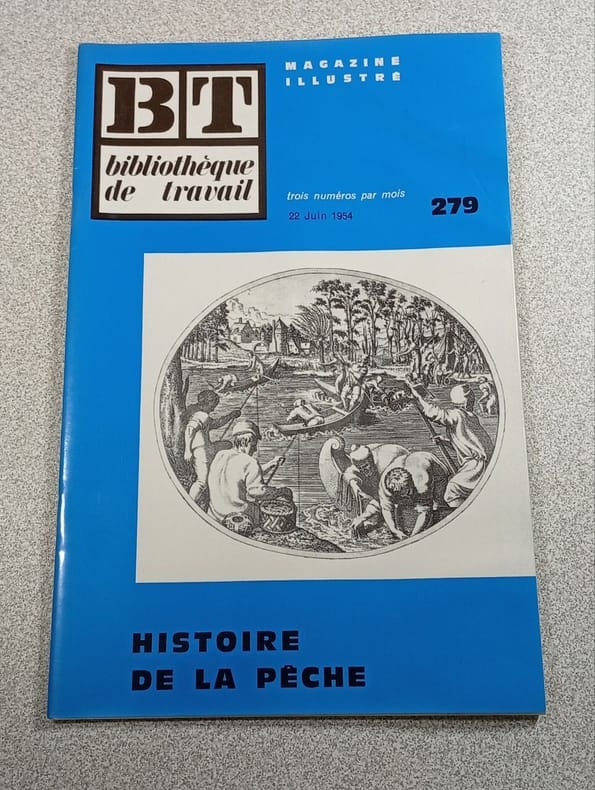 BT
bibliothèque
de travail
MAGAZINE
ILLUSTRÉ
trois numéros par mois
22 Juin 1954
279
HISTOIRE
DE LA PÊCHE